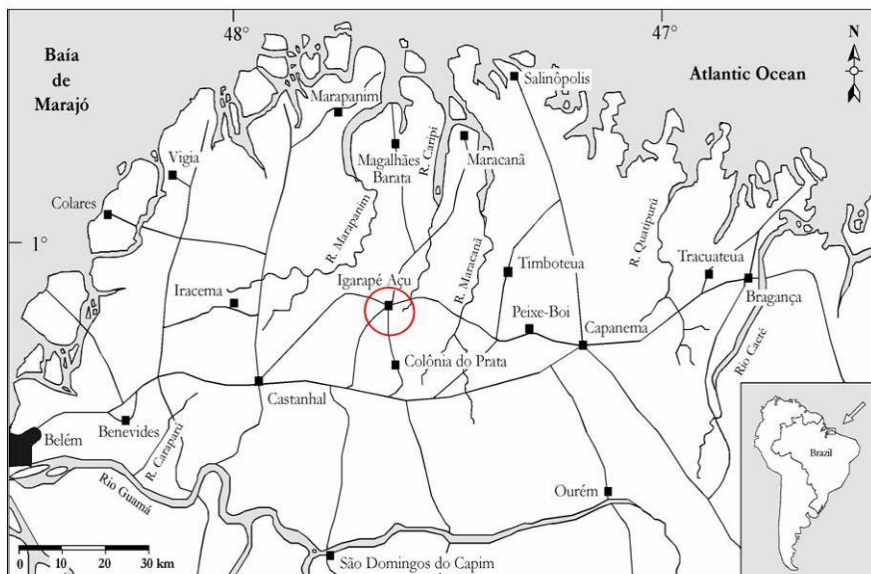 48°
47°
N
Baía
de
Marajó
Atlantic Ocean
Salinôpolis
Marapanim
Magalhães
Barata
R. Caripi
Maracanã
Vigia
Colares
R. Marapanim
R. Maracanã
R. Quatipurú
1°
Igarapé Açu
Timboteua
Tracuateua
Iracema
Bragança
Peixe-Boi
Capanema
Colônia do Prata
Rio Caeté
Castanhal
Belém
Benevides
R. Caraparú
Brazil
Rio Guamá
Ourém
0 10 20 30 km
São Domingos do Capim